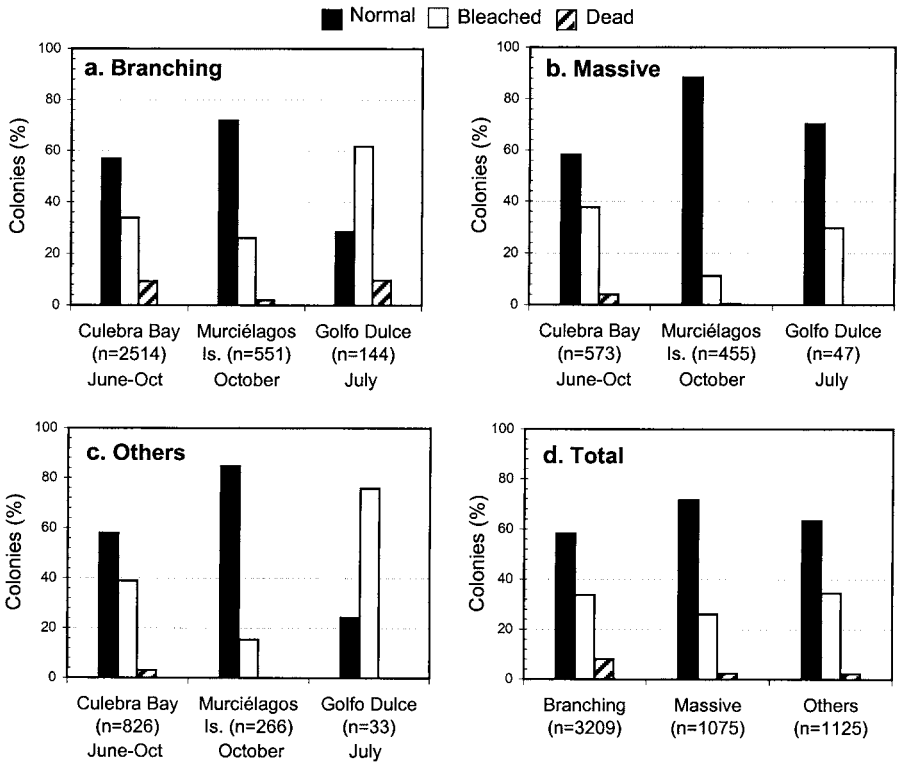 Normal Bleached Dead
a. Branching
Colonies (%)
100
80
60
40
20
0
Culebra Bay Murciélagos Golfo Dulce
(n=2514) Is. (n=551) (n=144)
June-Oct October July
b. Massive
Colonies (%)
100
80
60
40
20
0
Culebra Bay Murciélagos Golfo Dulce
(n=573) Is. (n=455) (n=47)
June-Oct October July
c. Others
Colonies (%)
100
80
60
40
20
0
Culebra Bay Murciélagos Golfo Dulce
(n=826) Is. (n=266) (n=33)
June-Oct October July
d. Total
Colonies (%)
100
80
60
40
20
0
Branching Massive Others
(n=3209) (n=1075) (n=1125)